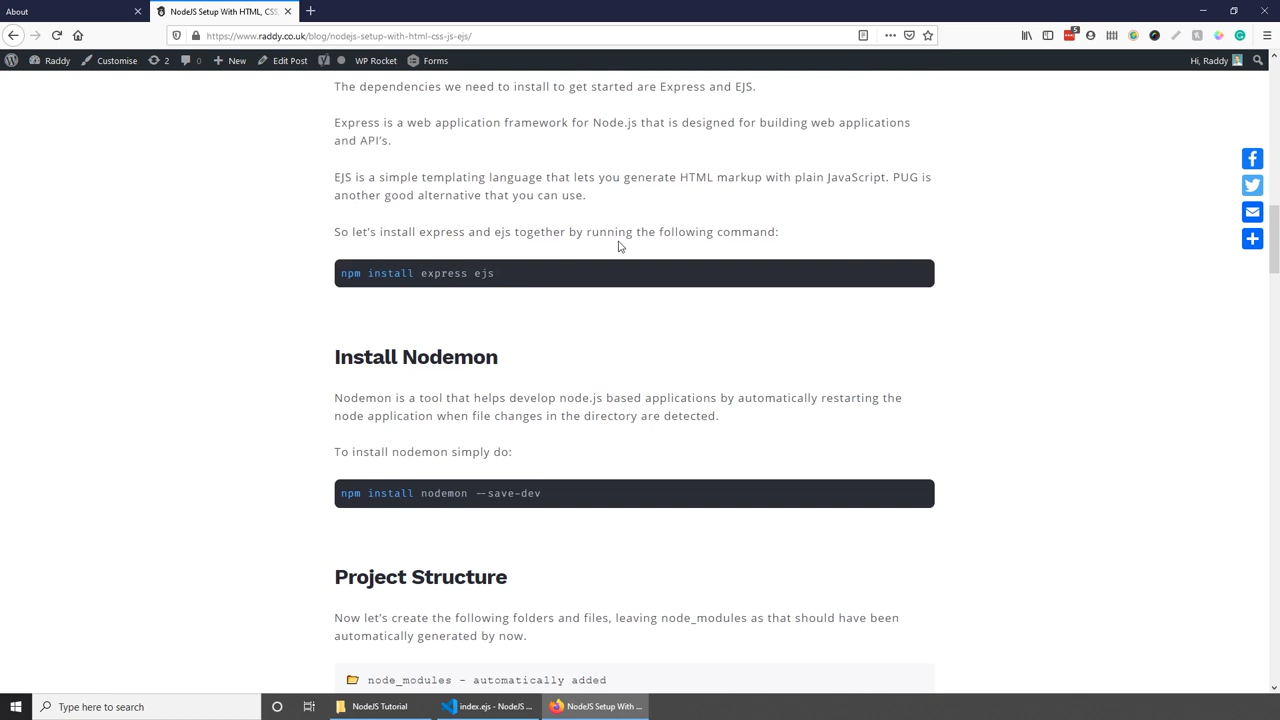 About
NodeJS Setup With HTML, CSS,
https://www.raddy.co.uk/blog/nodejs-setup-with-html-css-js-ejs/
5
Raddy Customise 2 0 New Edit Post WP Rocket Forms Hi, Raddy
The dependencies we need to install to get started are Express and EJS.
Express is a web application framework for Node.js that is designed for building web applications
and API's.
EJS is a simple templating language that lets you generate HTML markup with plain JavaScript. PUG is
another good alternative that you can use.
So let's install express and ejs together by running the following command:
npm install express ejs
Install Nodemon
Nodemon is a tool that helps develop node.js based applications by automatically restarting the
node application when file changes in the directory are detected.
To install nodemon simply do:
npm install nodemon --save-dev
Project Structure
Now let's create the following folders and files, leaving node_modules as that should have been
automatically generated by now.
node_modules - automatically added
Type here to search
NodeJS Tutorial
index.ejs - NodeJS ...
NodeJS Setup With ...